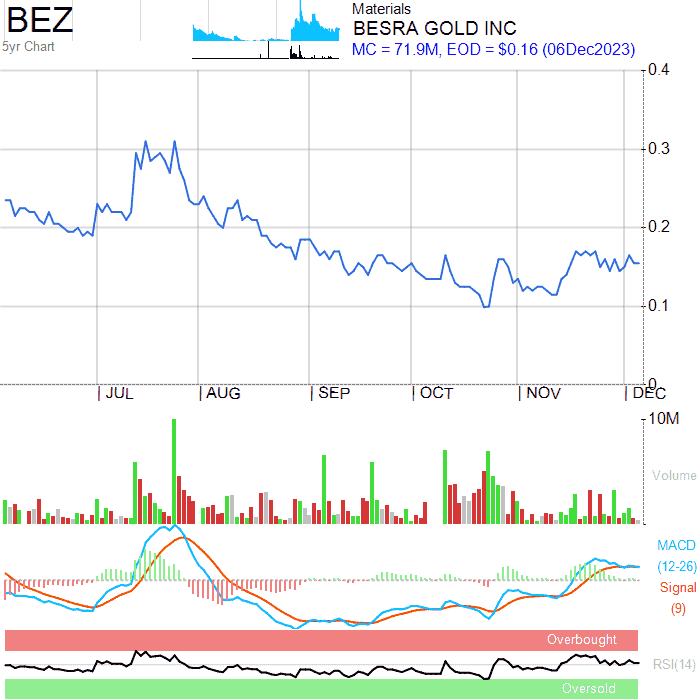 BEZ
5yr Chart
Materials
BESRA GOLD INC
MC = 71.9M, EOD = $0.16 (06Dec2023)
0.4
0.3
0.2
0.1
0
JUL AUG SEP OCT NOV DEC
10M
Volume
MACD
(12-26)
Signal
(9)
Overbought
RSI(14)
Oversold